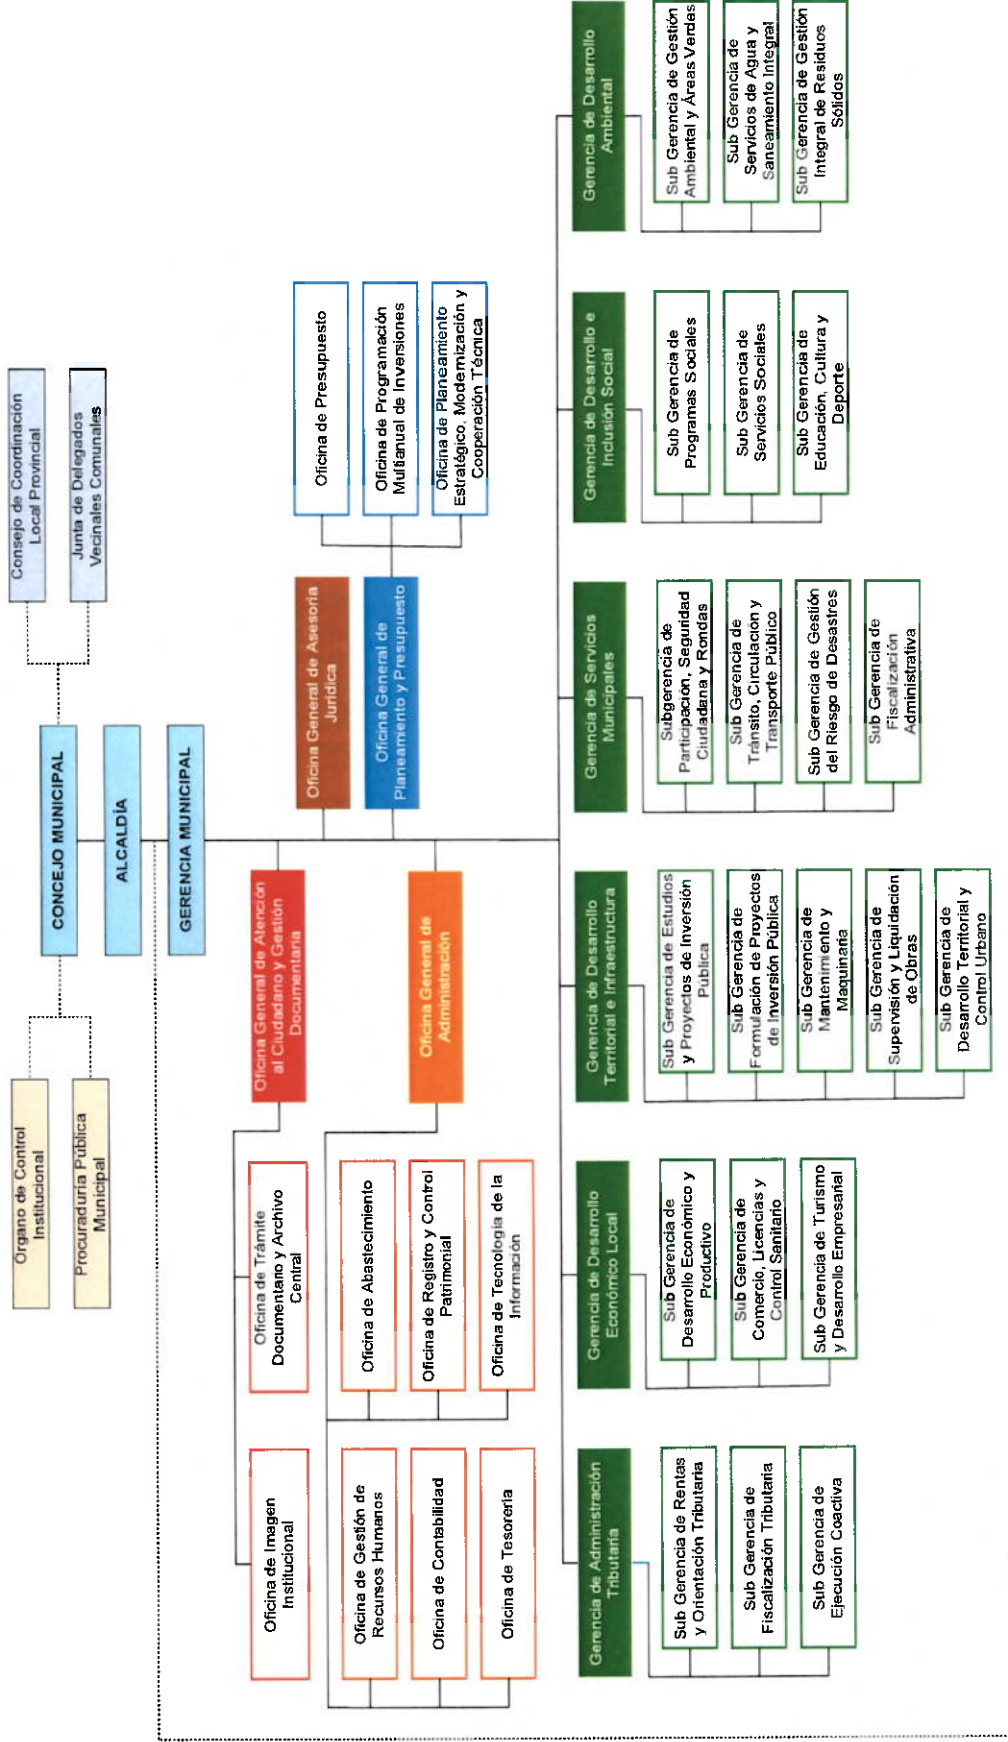 Consejo de Coordinación
Local Provincial
Junta de Delegados
Vecinales Comunales
Órgano de Control
Institucional
Procuraduría Pública
Municipal
CONCEJO MUNICIPAL
ALCALDÍA
GERENCIA MUNICIPAL
Oficina General de Atención
al Ciudadano y Gestión
Documentaria
Oficina de Imagen
Institucional
Oficina de Trámite
Documentario y Archivo
Central
Oficina General de Asesoría
Jurídica
Oficina General de
Planeamiento y Presupuesto
Oficina de Presupuesto
Oficina de Programación
Multianual de Inversiones
Oficina de Planeamiento
Estratégico, Modernización y
Cooperación Técnica
Oficina General de
Administración
Oficina de Gestión de
Recursos Humanos
Oficina de Contabilidad
Oficina de Tesorería
Oficina de Abastecimiento
Oficina de Registro y Control
Patrimonial
Oficina de Tecnología de la
Información
Gerencia de Administración
Tributaria
Sub Gerencia de Rentas
y Orientación Tributaria
Sub Gerencia de
Fiscalización Tributaria
Sub Gerencia de
Ejecución Coactiva
Gerencia de Desarrollo
Económico Local
Sub Gerencia de
Desarrollo Económico y
Productivo
Sub Gerencia de
Comercio, Licencias y
Control Sanitario
Sub Gerencia de Turismo
y Desarrollo Empresarial
Gerencia de Desarrollo
Territorial e Infraestructura
Sub Gerencia de Estudios
y Proyectos de Inversión
Pública
Sub Gerencia de
Formulación de Proyectos
de Inversión Pública
Sub Gerencia de
Mantenimiento y
Maquinaria
Sub Gerencia de
Supervisión y Liquidación
de Obras
Sub Gerencia de
Desarrollo Territorial y
Control Urbano
Gerencia de Servicios
Municipales
Subgerencia de
Participación, Seguridad
Ciudadana y Rondas
Sub Gerencia de
Tránsito, Circulación y
Transporte Público
Sub Gerencia de Gestión
del Riesgo de Desastres
Sub Gerencia de
Fiscalización
Administrativa
Gerencia de Desarrollo e
Inclusión Social
Sub Gerencia de
Programas Sociales
Sub Gerencia de
Servicios Sociales
Sub Gerencia de
Educación, Cultura y
Deporte
Gerencia de Desarrollo
Ambiental
Sub Gerencia de Gestión
Ambiental y Áreas Verdes
Sub Gerencia de
Servicios de Agua y
Saneamiento Integral
Sub Gerencia de Gestión
Integral de Residuos
Sólidos